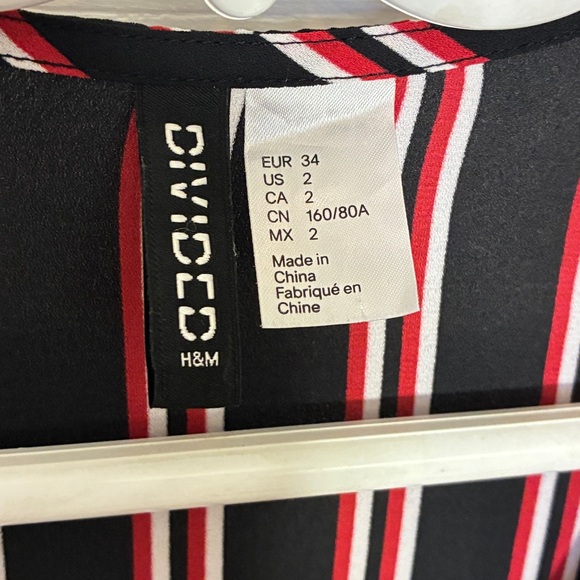 DIVIDED
H&M
EUR 34
US 2
CA 2
CN 160/80A
MX 2
Made in
China
Fabriqué en
Chine